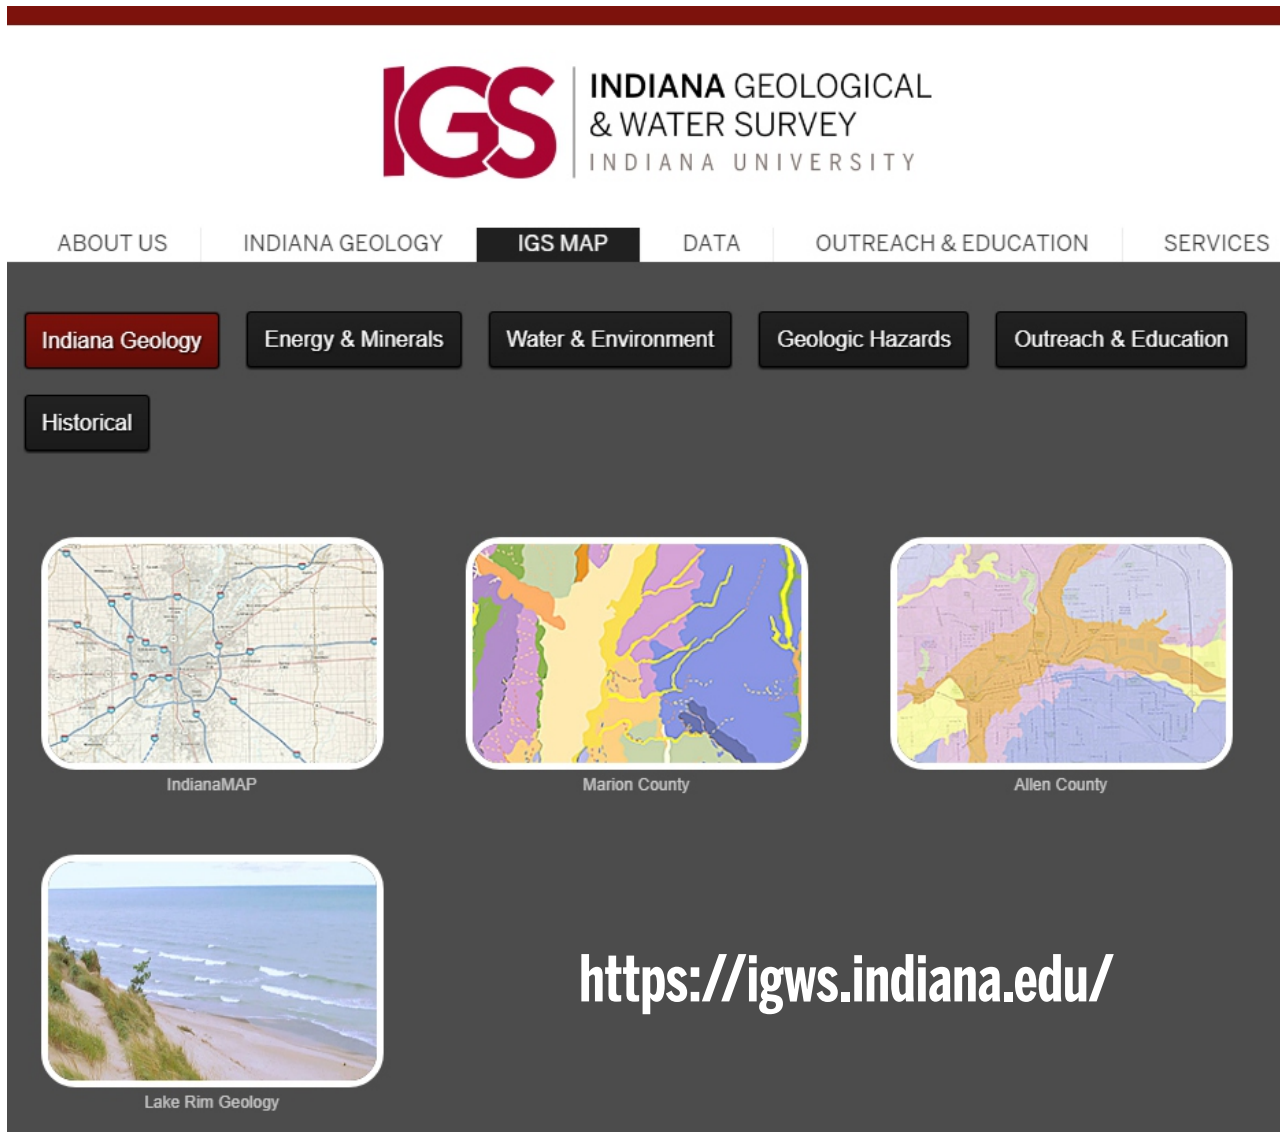 IGS
INDIANA GEOLOGICAL
& WATER SURVEY
INDIANA UNIVERSITY
ABOUT US
INDIANA GEOLOGY
IGS MAP
DATA
OUTREACH & EDUCATION
SERVICES
Indiana Geology
Energy & Minerals
Water & Environment
Geologic Hazards
Outreach & Education
Historical
IndianaMAP
Marion County
Allen County
Lake Rim Geology
https://igws.indiana.edu/